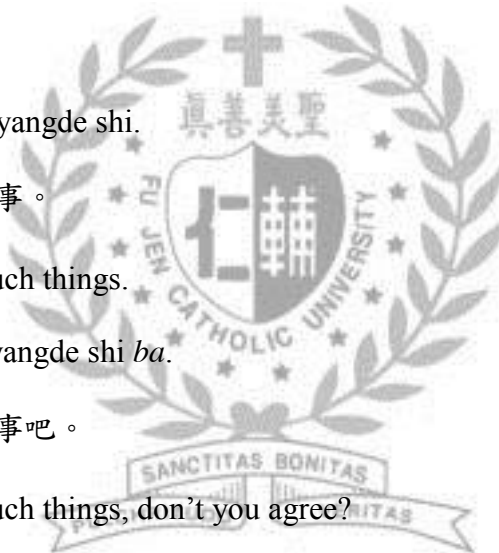 yangde shi.
真善美聖
事。
仁輔
FU JEN CATHOLIC UNIVERSITY
uch things.
yangde shi ba.
事吧。
SANCTITAS BONITAS
uch things, don't you agree?